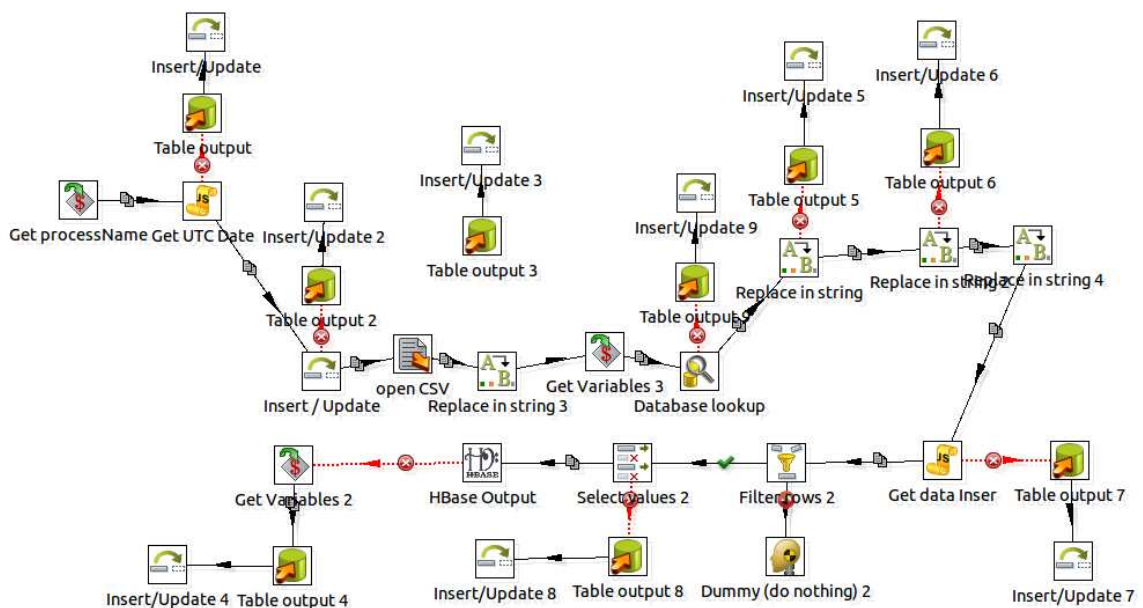 Insert/Update
Insert/Update 5
Insert/Update 6
Table output
Insert/Update 3
Table output 5
Table output 6
JS
Get processName
Get UTC Date
Insert/Update 2
Insert/Update 9
Table output 3
A
B
A
B
A
B
Replace in string
Replace in string 2
Replace in string 4
Table output 2
Table output 9
A
B
Insert / Update
open CSV
Replace in string 3
Get Variables 3
Database lookup
HBASE
JS
Get Variables 2
HBase Output
Select values 2
Filter rows 2
Get data Inser
Table output 7
Insert/Update 4
Table output 4
Insert/Update 8
Table output 8
Dummy (do nothing) 2
Insert/Update 7